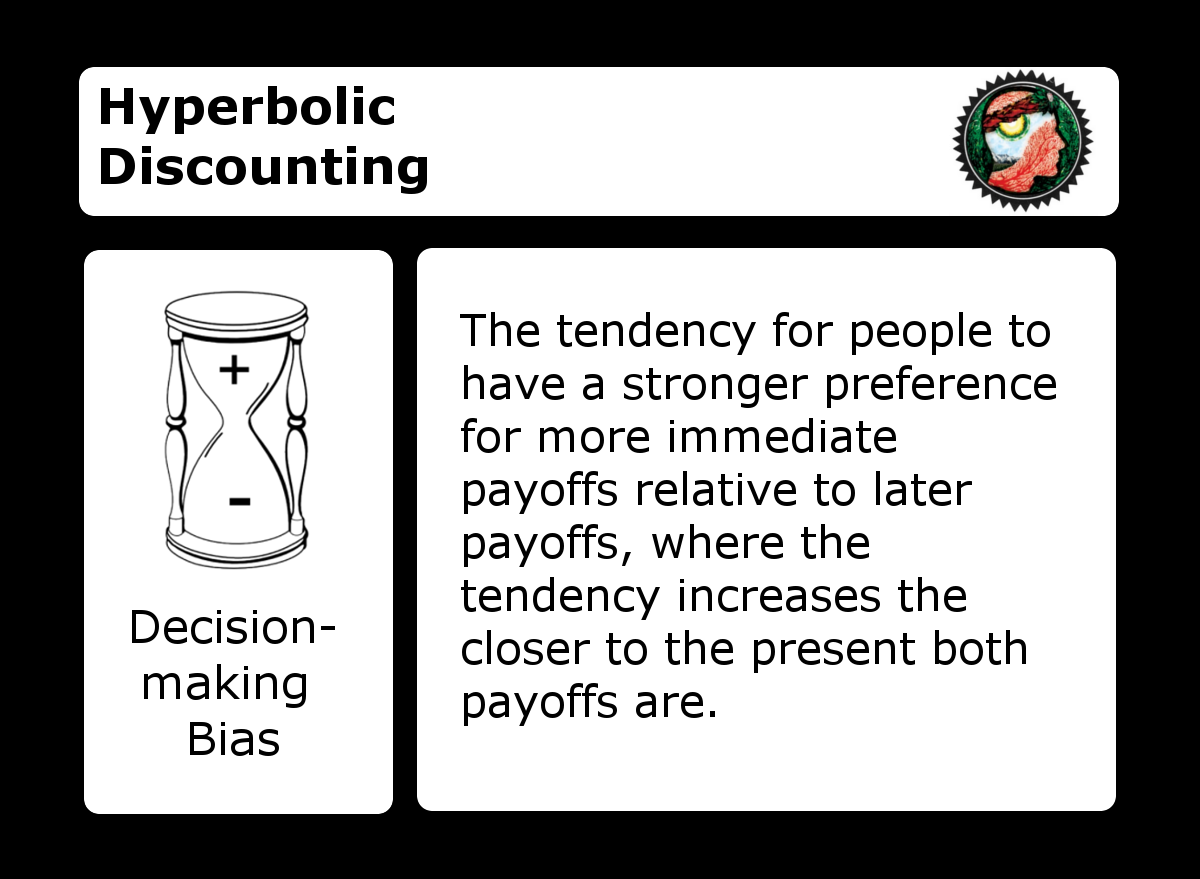 Hyperbolic
Discounting
+
-
Decision-
making
Bias
The tendency for people to
have a stronger preference
for more immediate
payoffs relative to later
payoffs, where the
tendency increases the
closer to the present both
payoffs are.